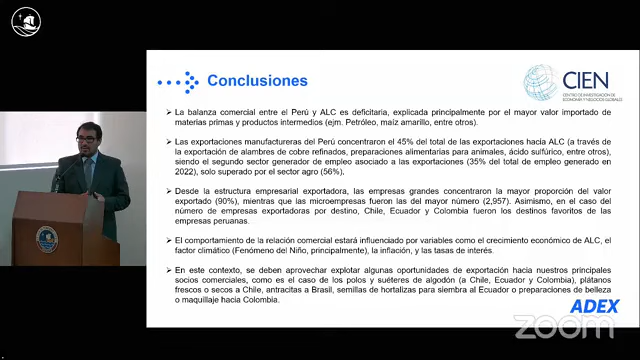 Conclusiones
CIEN
CENTRO DE INVESTIGACIÓN DE
ECONOMÍA Y NEGOCIOS GLOBALES
➢ La balanza comercial entre el Perú y ALC es deficitaria, explicada principalmente por el mayor valor importado de
materias primas y productos intermedios (ejm. Petróleo, maíz amarillo, entre otros).
➢ Las exportaciones manufactureras del Perú concentraron el 45% del total de las exportaciones hacia ALC (a través de
la exportación de alambres de cobre refinados, preparaciones alimentarias para animales, ácido sulfúrico, entre otros),
siendo el segundo sector generador de empleo asociado a las exportaciones (35% del total de empleo generado en
2022), solo superado por el sector agro (56%).
➢ Desde la estructura empresarial exportadora, las empresas grandes concentraron la mayor proporción del valor
exportado (90%), mientras que las microempresas fueron las del mayor número (2,957). Asimismo, en el caso del
número de empresas exportadoras por destino, Chile, Ecuador y Colombia fueron los destinos favoritos de las
empresas peruanas.
➢ El comportamiento de la relación comercial estará influenciado por variables como el crecimiento económico de ALC, el
factor climático (Fenómeno del Niño, principalmente), la inflación, y las tasas de interés.
➢ En este contexto, se deben aprovechar explotar algunas oportunidades de exportación hacia nuestros principales
socios comerciales, como es el caso de los polos y suéteres de algodón (a Chile, Ecuador y Colombia), plátanos
frescos o secos a Chile, antracitas a Brasil, semillas de hortalizas para siembra al Ecuador o preparaciones de belleza
o maquillaje hacia Colombia.
ADEX
zoom